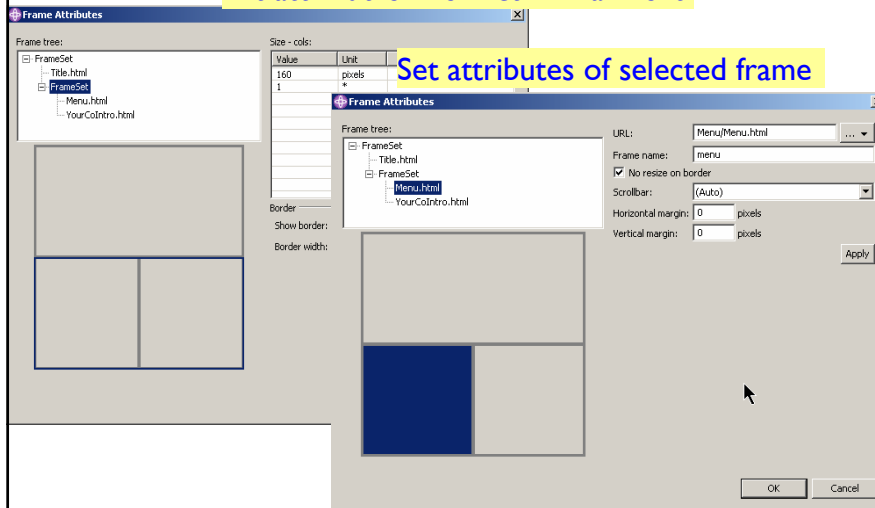 Frame Attributes
Frame tree:
FrameSet
Title.html
FrameSet
Menu.html
YourCoIntro.html
Size - cols:
Value Unit
160 pixels
1 *
Border
Show border:
Border width:
Set attributes of selected frame
Frame Attributes
Frame tree:
FrameSet
Title.html
FrameSet
Menu.html
YourCoIntro.html
URL: Menu/Menu.html ...
Frame name: menu
No resize on border
Scrollbar: (Auto)
Horizontal margin: 0 pixels
Vertical margin: 0 pixels
Apply
OK Cancel